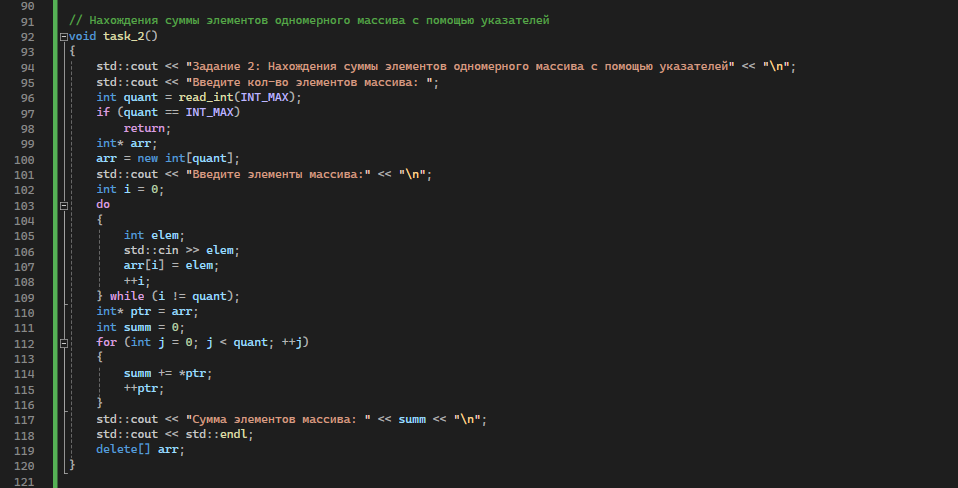 90
91 // Нахождения суммы элементов одномерного массива с помощью указателей
92 void task_2()
93 {
94 std::cout << "Задание 2: Нахождения суммы элементов одномерного массива с помощью указателей" << "\n";
95 std::cout << "Введите кол-во элементов массива: ";
96 int quant = read_int(INT_MAX);
97 if (quant == INT_MAX)
98 return;
99 int* arr;
100 arr = new int[quant];
101 std::cout << "Введите элементы массива:" << "\n";
102 int i = 0;
103 do
104 {
105 int elem;
106 std::cin >> elem;
107 arr[i] = elem;
108 ++i;
109 } while (i != quant);
110 int* ptr = arr;
111 int summ = 0;
112 for (int j = 0; j < quant; ++j)
113 {
114 summ += *ptr;
115 ++ptr;
116 }
117 std::cout << "Сумма элементов массива: " << summ << "\n";
118 std::cout << std::endl;
119 delete[] arr;
120 }
121